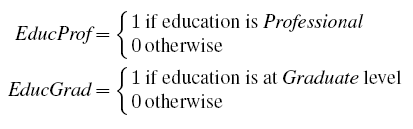 EducProf = { 1 if education is Professional
0 otherwise
EducGrad = { 1 if education is at Graduate level
0 otherwise